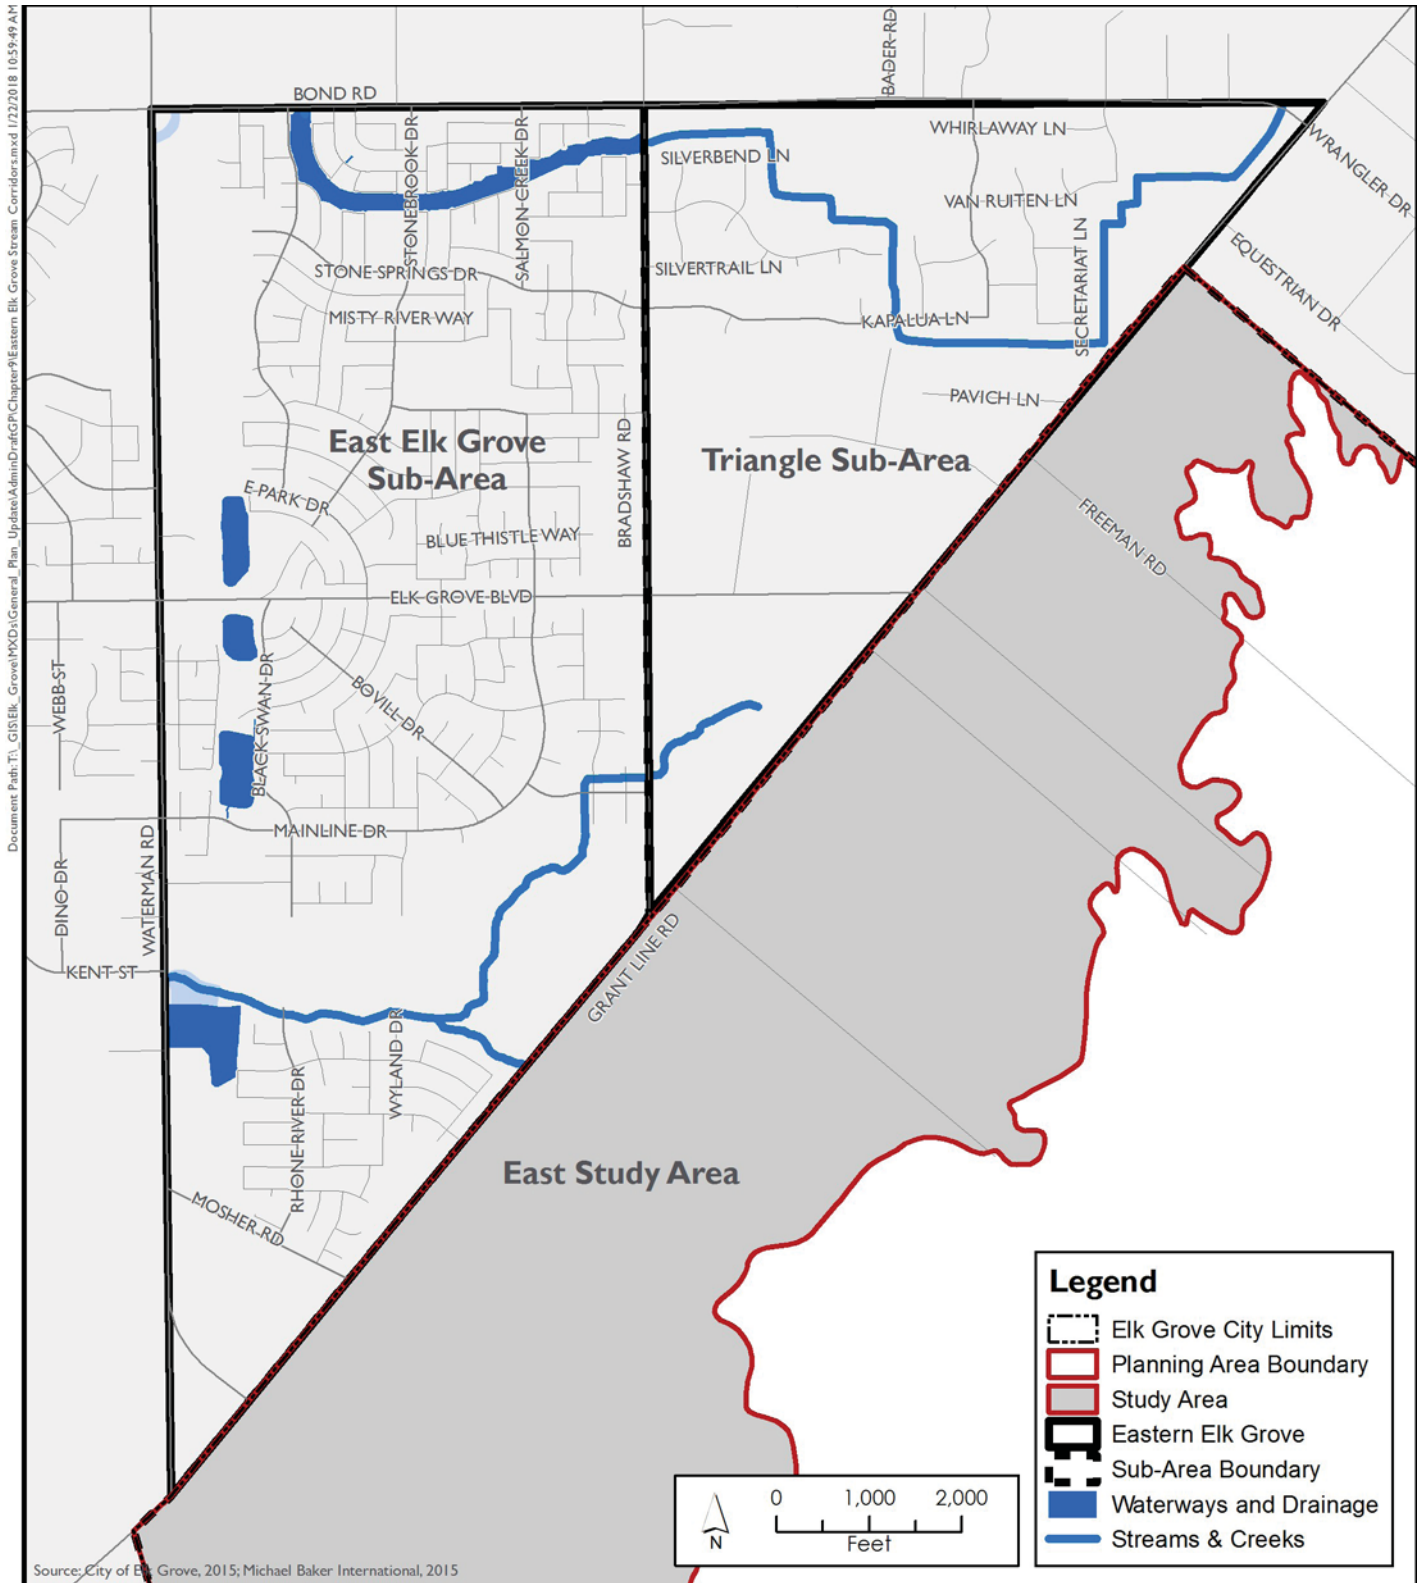 Document Path: T:\_GIS\Elk_Grove\MXDs\General_Plan_Update\AdminDraftGP\Chapter9\Eastern Elk Grove Stream Corridors.mxd 1/22/2018 10:59:49 AM
BOND RD
BADER RD
WHIRLAWAY LN
WRANGLER DR
SILVERBEND LN
STONEBROOK DR
SALMON CREEK DR
VAN RUITEN LN
SECRETARIAT LN
EQUESTRIAN DR
STONE SPRINGS DR
SILVERTRAIL LN
MISTY RIVER WAY
KAPALUA LN
PAVICH LN
East Elk Grove
Sub-Area
Triangle Sub-Area
BRADSHAW RD
E PARK DR
FREEMAN RD
BLUE THISTLE WAY
ELK GROVE BLVD
WEBB ST
BLACK SWAN DR
BOVILL DR
MAINLINE DR
WATERMAN RD
DINO DR
KENT ST
GRANT LINE RD
WYLAND DR
RHONE RIVER DR
MOSHER RD
East Study Area
Legend
Elk Grove City Limits
Planning Area Boundary
Study Area
Eastern Elk Grove
Sub-Area Boundary
Waterways and Drainage
Streams & Creeks
0 1,000 2,000
Feet
N
Source: City of Elk Grove, 2015; Michael Baker International, 2015